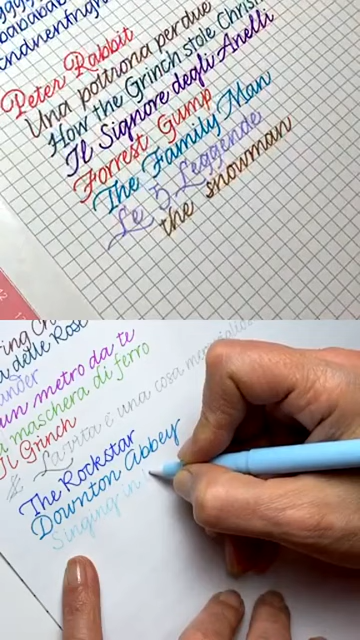 Peter Rabbit
Una poltrona per due
How the Grinch stole Christ
Il Signore degli Anelli
Forrest Gump
The Family Man
Le 5 Leggende
the snowman
delle Rose
un metro da te
maschera di ferro
Il Grinch
La vita è una cosa
The Rockstar
Downton Abbey
Singing in